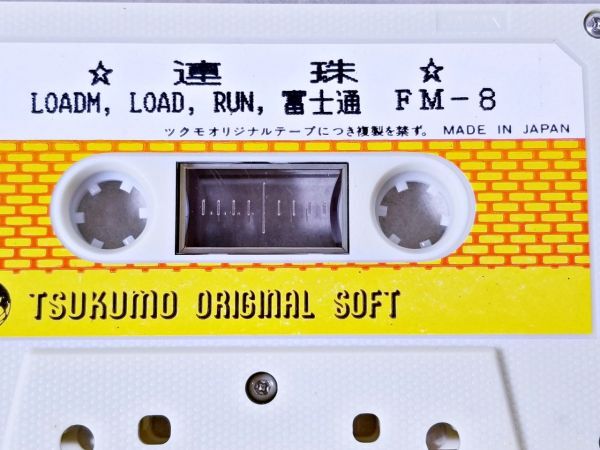 ☆ 連 珠 ☆
LOADM, LOAD, RUN, 富士通 FM-8
ツクモオリジナルテープにつき複製を禁ず。 MADE IN JAPAN
TSUKUMO ORIGINAL SOFT